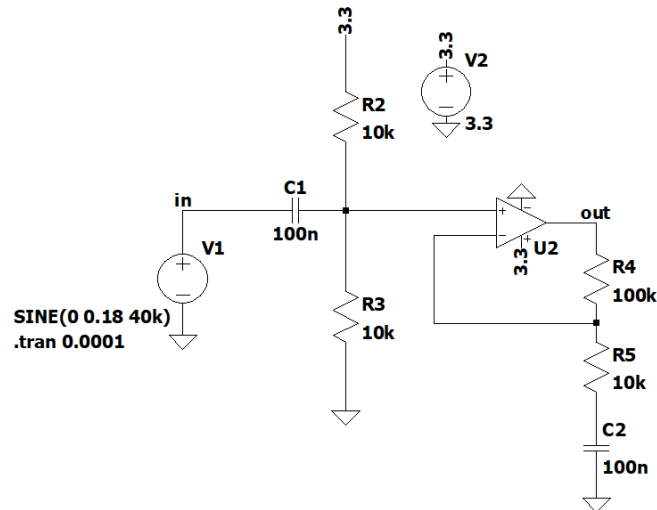 3.3
3.3
V2
3.3
R2
10k
in
C1
100n
V1
SINE(0 0.18 40k)
.tran 0.0001
R3
10k
+
−
−
+
U2
3.3
out
R4
100k
R5
10k
C2
100n